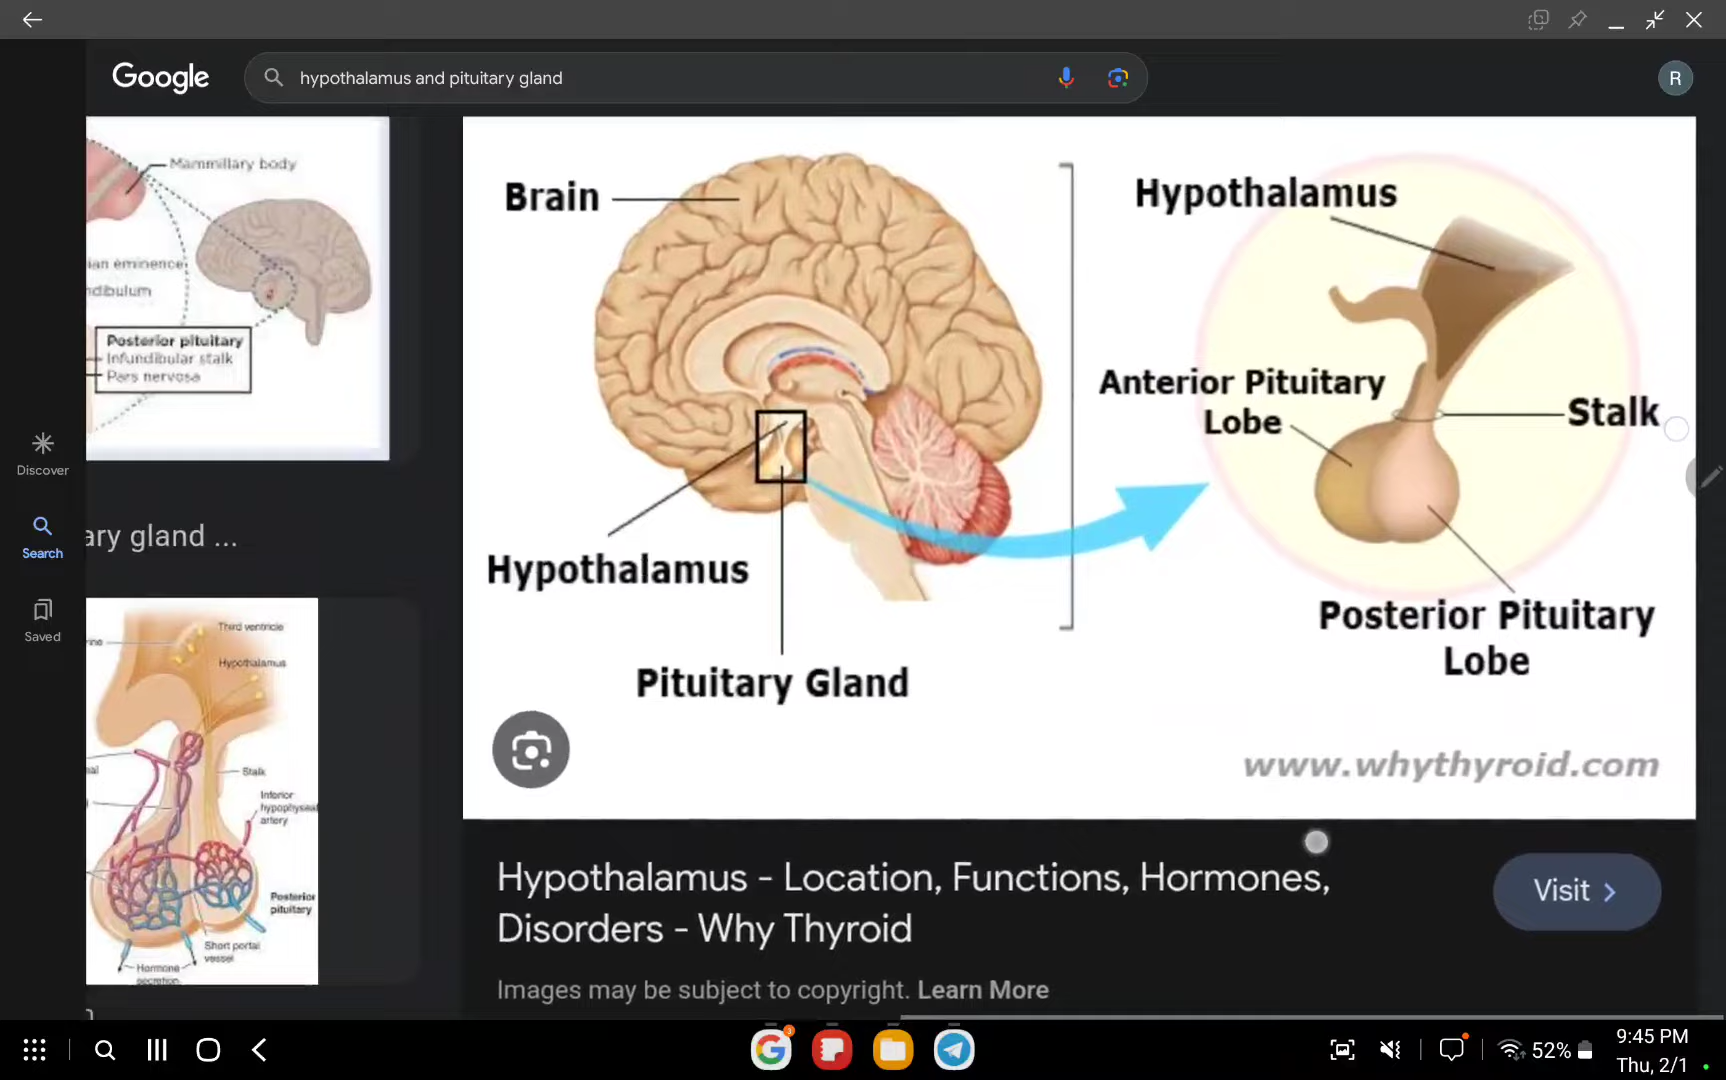 Google
hypothalamus and pituitary gland
R
Mammillary body
ian eminence
ndibulum
Posterior pituitary
Infundibular stalk
Pars nervosa
Discover
Search
Saved
ary gland ...
Third ventricle
Hypothalamus
Stalk
Inferior
hypophyseal
artery
Posterior
pituitary
Short portal
vessel
Hormone
secretion
Brain
Hypothalamus
Pituitary Gland
Hypothalamus
Anterior Pituitary
Lobe
Stalk
Posterior Pituitary
Lobe
www.whythyroid.com
Hypothalamus - Location, Functions, Hormones,
Disorders - Why Thyroid
Visit >
Images may be subject to copyright. Learn More
3
52%
9:45 PM
Thu, 2/1